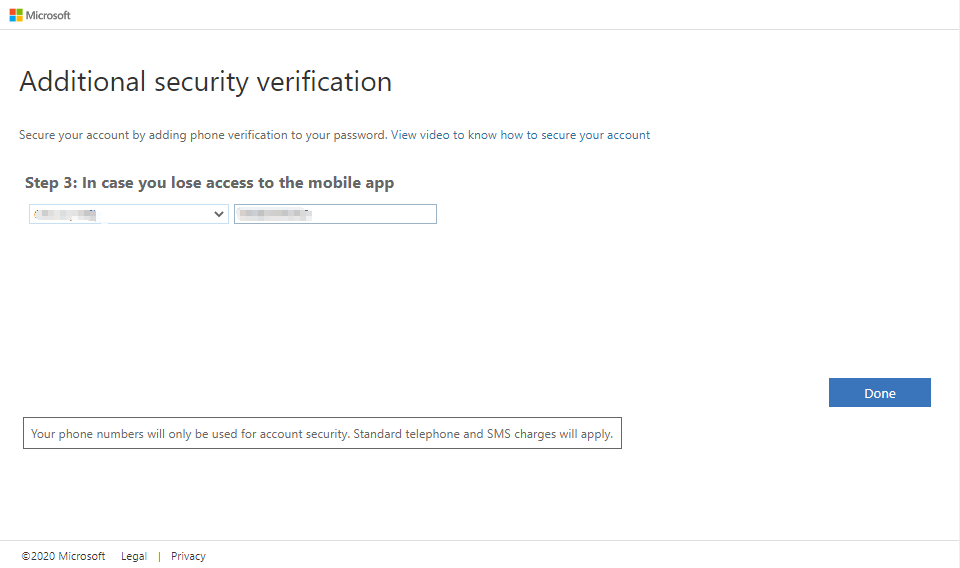 Microsoft
Additional security verification
Secure your account by adding phone verification to your password. View video to know how to secure your account
Step 3: In case you lose access to the mobile app
Done
Your phone numbers will only be used for account security. Standard telephone and SMS charges will apply.
©2020 Microsoft Legal | Privacy